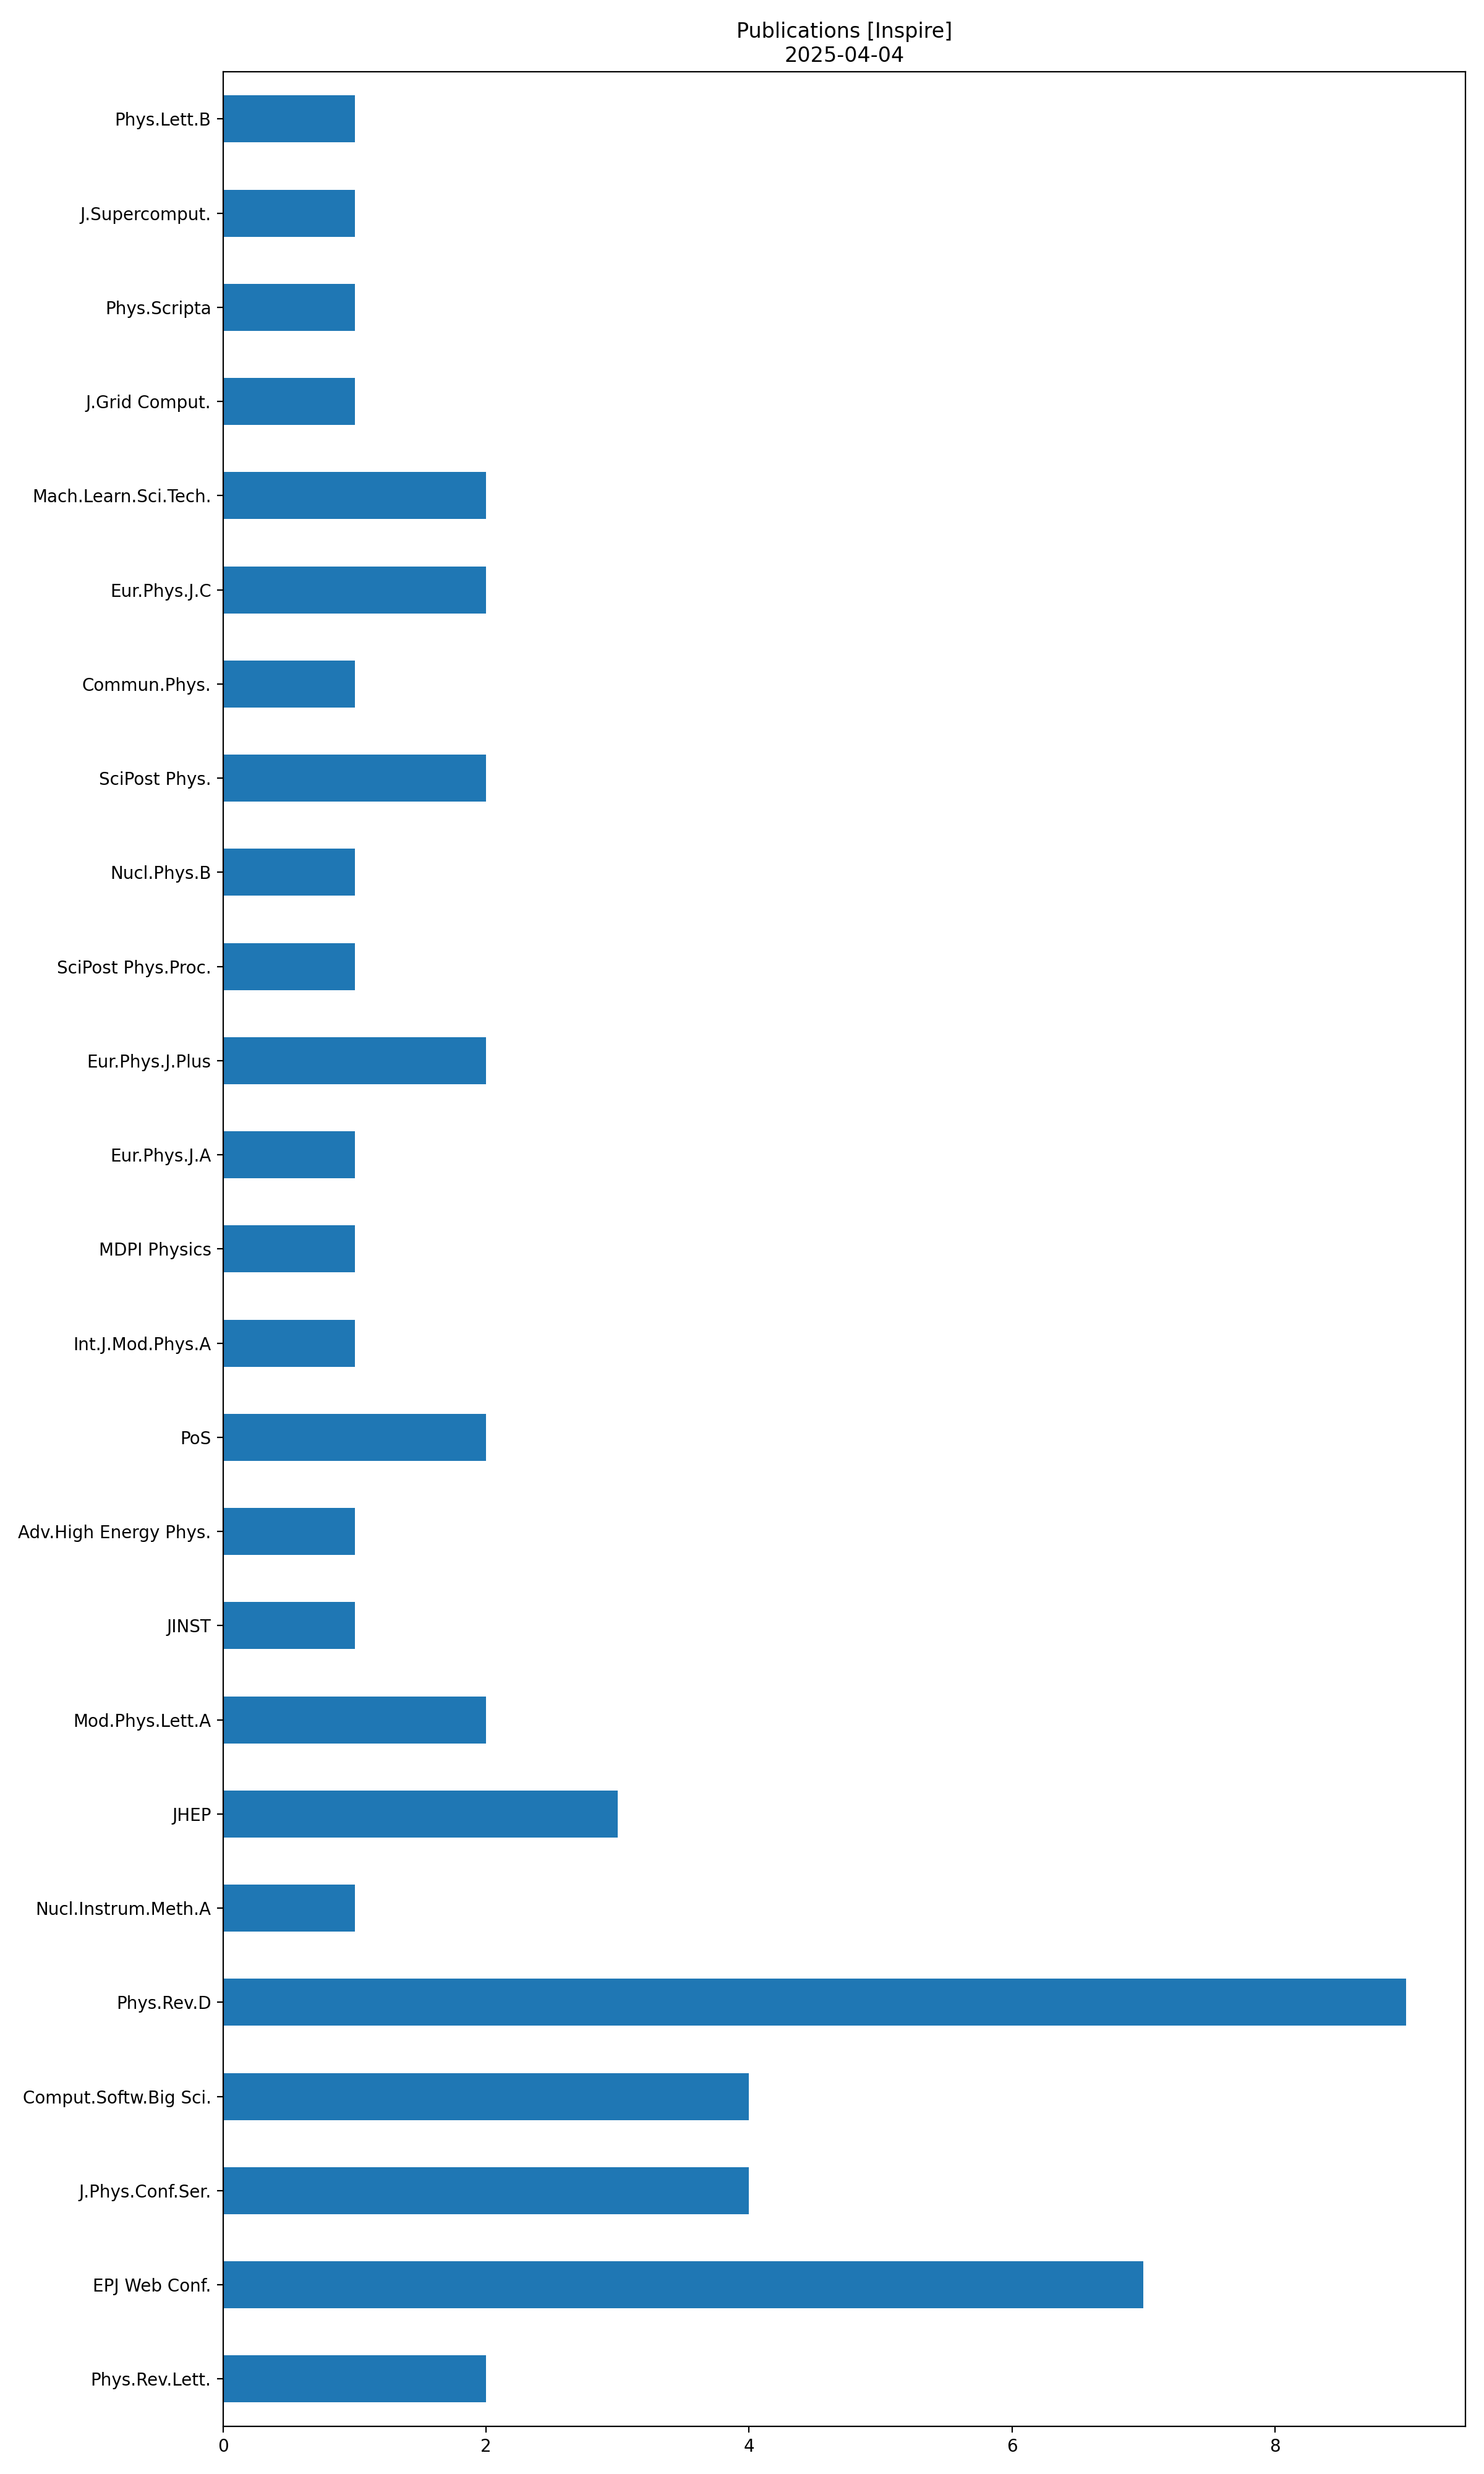 Publications [Inspire]
2025-04-04
Phys.Lett.B
J.Supercomput.
Phys.Scripta
J.Grid Comput.
Mach.Learn.Sci.Tech.
Eur.Phys.J.C
Commun.Phys.
SciPost Phys.
Nucl.Phys.B
SciPost Phys.Proc.
Eur.Phys.J.Plus
Eur.Phys.J.A
MDPI Physics
Int.J.Mod.Phys.A
PoS
Adv.High Energy Phys.
JINST
Mod.Phys.Lett.A
JHEP
Nucl.Instrum.Meth.A
Phys.Rev.D
Comput.Softw.Big Sci.
J.Phys.Conf.Ser.
EPJ Web Conf.
Phys.Rev.Lett.
0 2 4 6 8